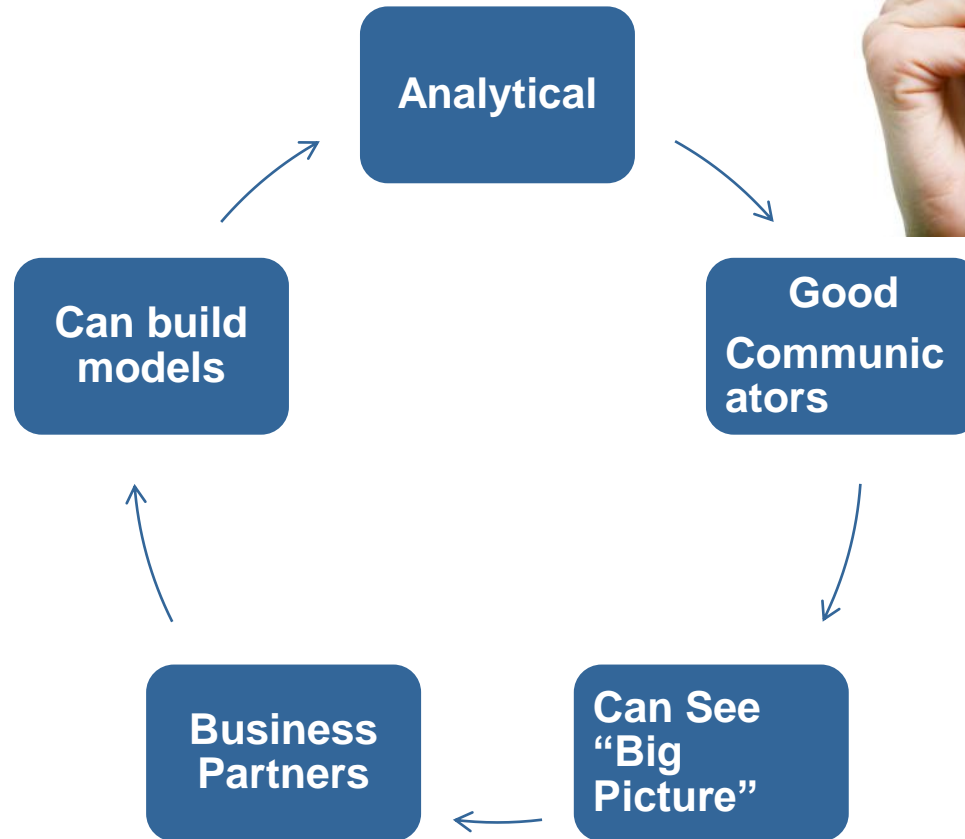 Analytical
Good
Communic
ators
Can See
“Big
Picture”
Business
Partners
Can build
models